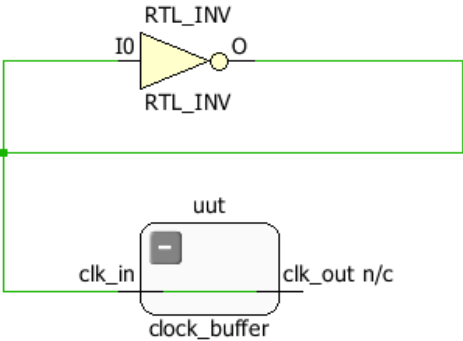 RTL_INV
I0
O
RTL_INV
uut
clk_in
clk_out n/c
clock_buffer